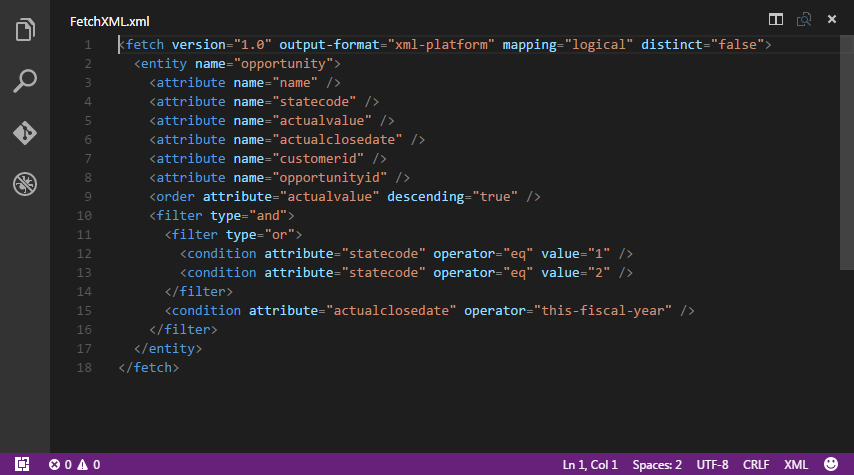 FetchXML.xml
1 <fetch version="1.0" output-format="xml-platform" mapping="logical" distinct="false">
2   <entity name="opportunity">
3     <attribute name="name" />
4     <attribute name="statecode" />
5     <attribute name="actualvalue" />
6     <attribute name="actualclosedate" />
7     <attribute name="customerid" />
8     <attribute name="opportunityid" />
9     <order attribute="actualvalue" descending="true" />
10     <filter type="and">
11       <filter type="or">
12         <condition attribute="statecode" operator="eq" value="1" />
13         <condition attribute="statecode" operator="eq" value="2" />
14       </filter>
15       <condition attribute="actualclosedate" operator="this-fiscal-year" />
16     </filter>
17   </entity>
18 </fetch>
0 0 Ln 1, Col 1 Spaces: 2 UTF-8 CRLF XML